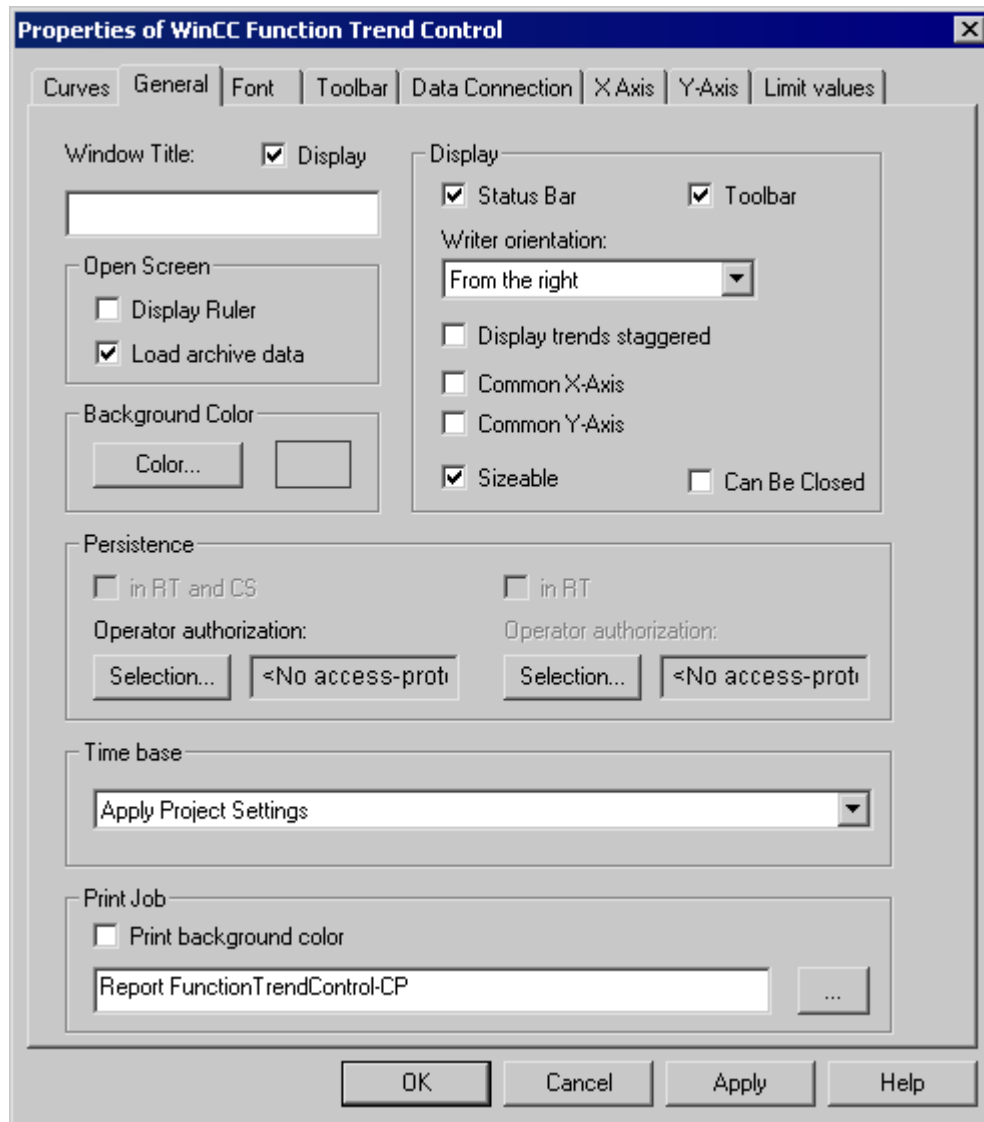 Properties of WinCC Function Trend Control
Curves General Font Toolbar Data Connection X Axis Y-Axis Limit values
Window Title: Display
Display
Status Bar Toolbar
Writer orientation:
From the right
Display trends staggered
Common X-Axis
Common Y-Axis
Sizeable Can Be Closed
Open Screen
Display Ruler
Load archive data
Background Color
Color...
Persistence
in RT and CS in RT
Operator authorization: Operator authorization:
Selection... <No access-prot Selection... <No access-prot
Time base
Apply Project Settings
Print Job
Print background color
Report FunctionTrendControl-CP
...
OK Cancel Apply Help